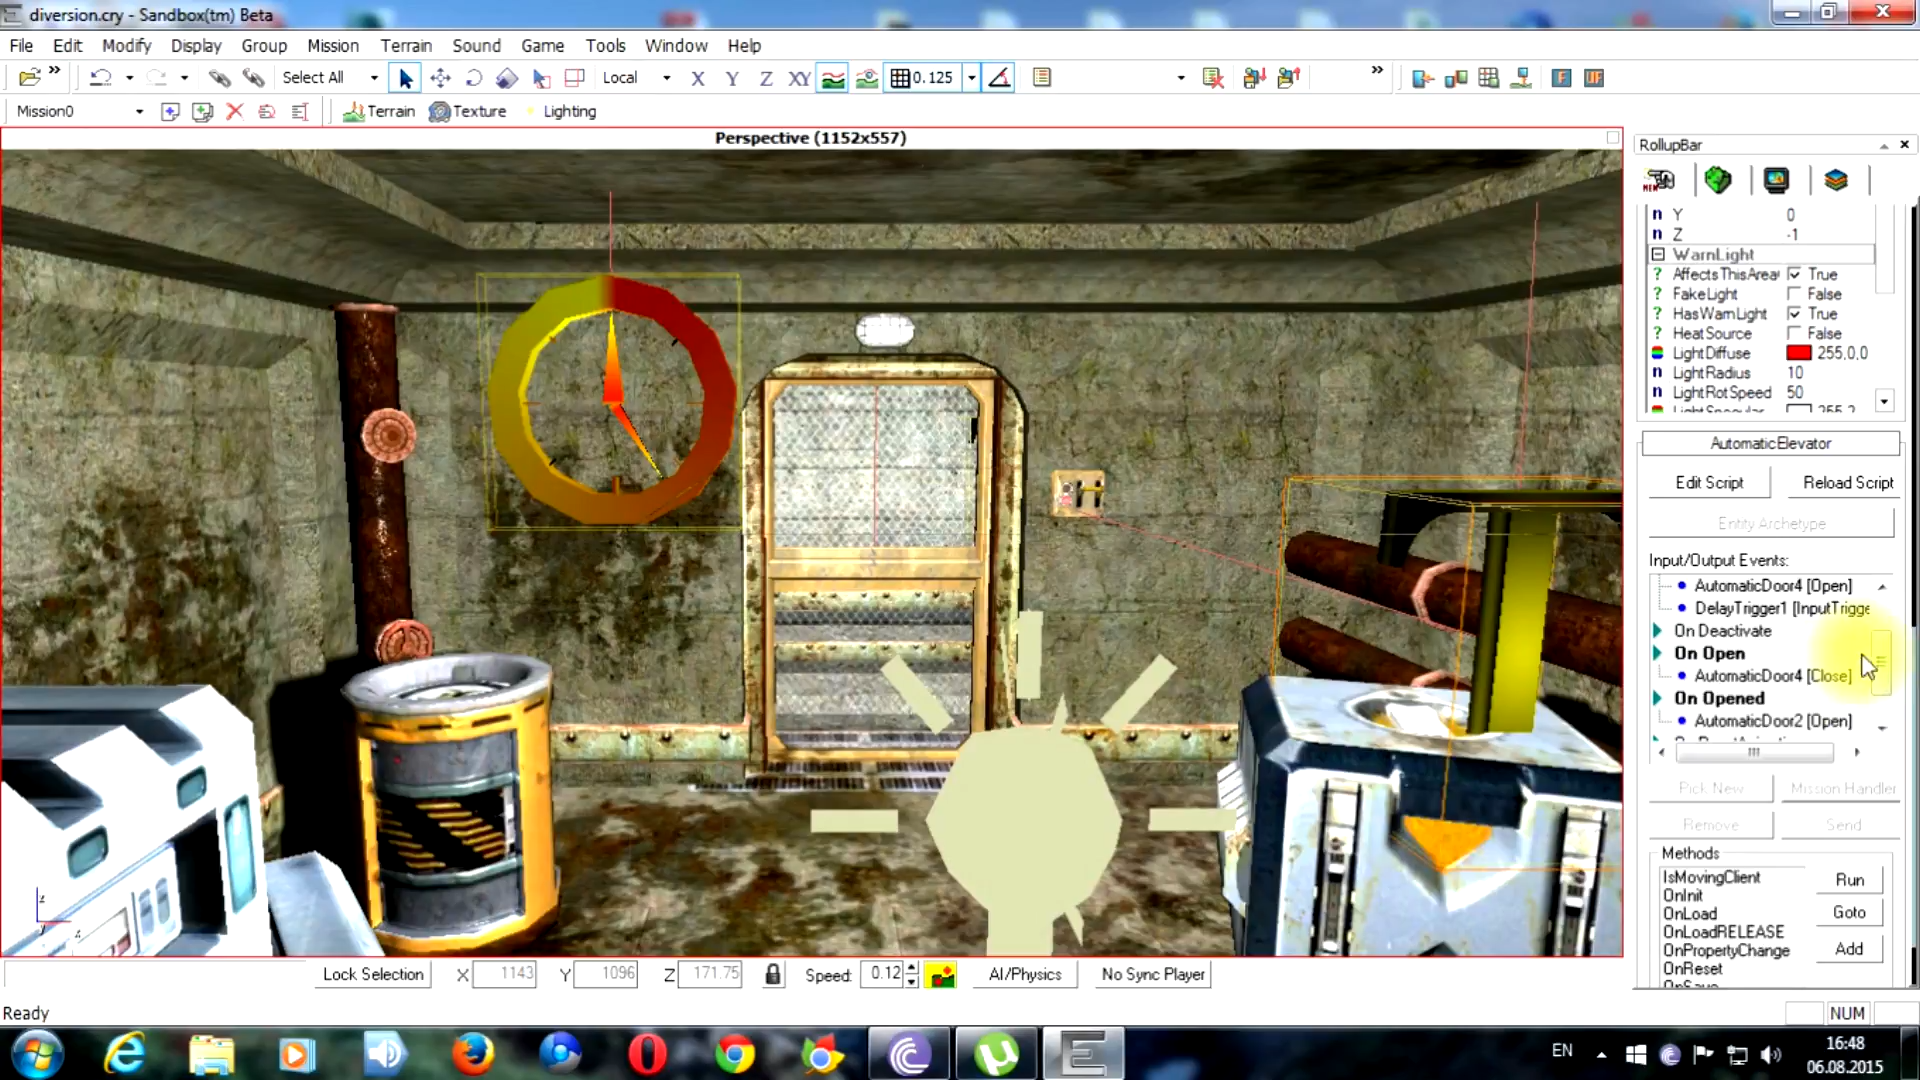 diversion.cry - Sandbox(tm) Beta
File Edit Modify Display Group Mission Terrain Sound Game Tools Window Help
Select All Local X Y Z XY 0.125 F UF
Mission0 Terrain Texture Lighting
Perspective (1152x557)
RollupBar
n Y 0
n Z -1
WarnLight
? AffectsThisArea True
? FakeLight False
? HasWarnLight True
? HeatSource False
LightDiffuse 255,0,0
n LightRadius 10
n LightRotSpeed 50
AutomaticElevator
Edit Script Reload Script
Entity Archetype
Input/Output Events:
AutomaticDoor4 [Open]
DelayTrigger1 [InputTrigge
On Deactivate
On Open
AutomaticDoor4 [Close]
On Opened
AutomaticDoor2 [Open]
Pick New Mission Handler
Remove Send
Methods
IsMovingClient
Run
OnInit
OnLoad
Goto
OnLoadRELEASE
OnPropertyChange
Add
OnReset
OnSave
Lock Selection X 1143 Y 1096 Z 171.75 Speed: 0.12 AI/Physics No Sync Player
Ready
NUM
EN
16:48
06.08.2015